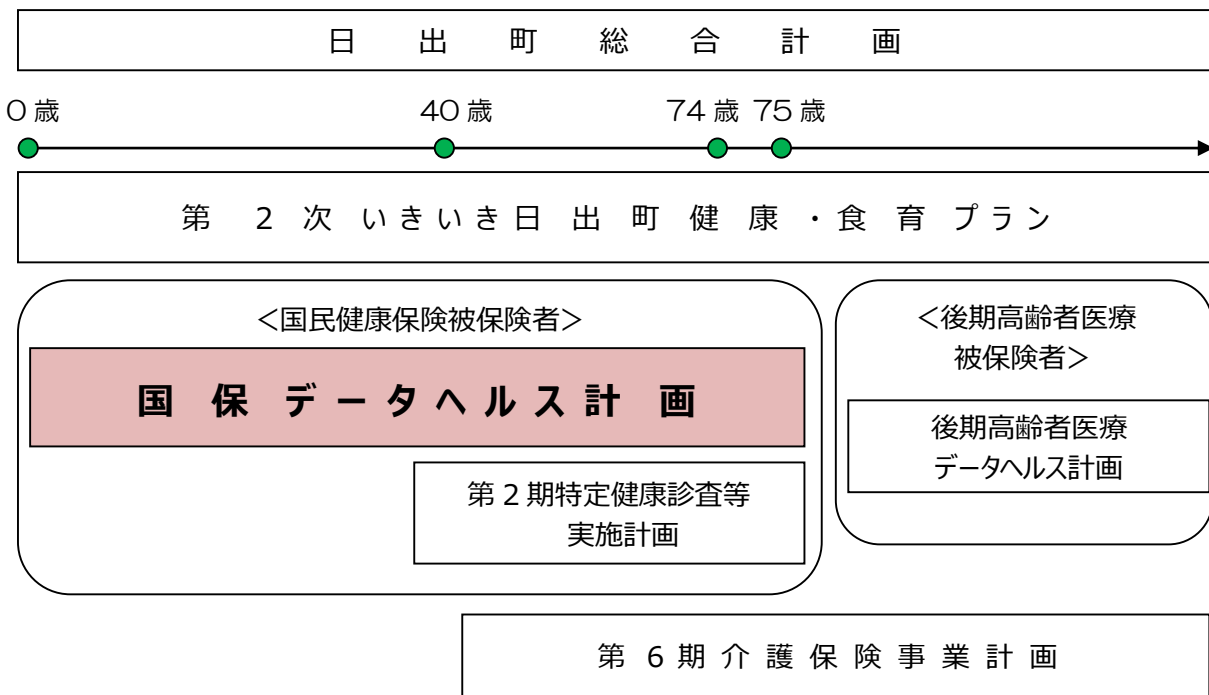 日出町総合計画
0歳 40歳 74歳 75歳
第2次いきいき日出町健康・食育プラン
<国民健康保険被保険者>
国保データヘルス計画
第2期特定健康診査等
実施計画
<後期高齢者医療
被保険者>
後期高齢者医療
データヘルス計画
第6期介護保険事業計画